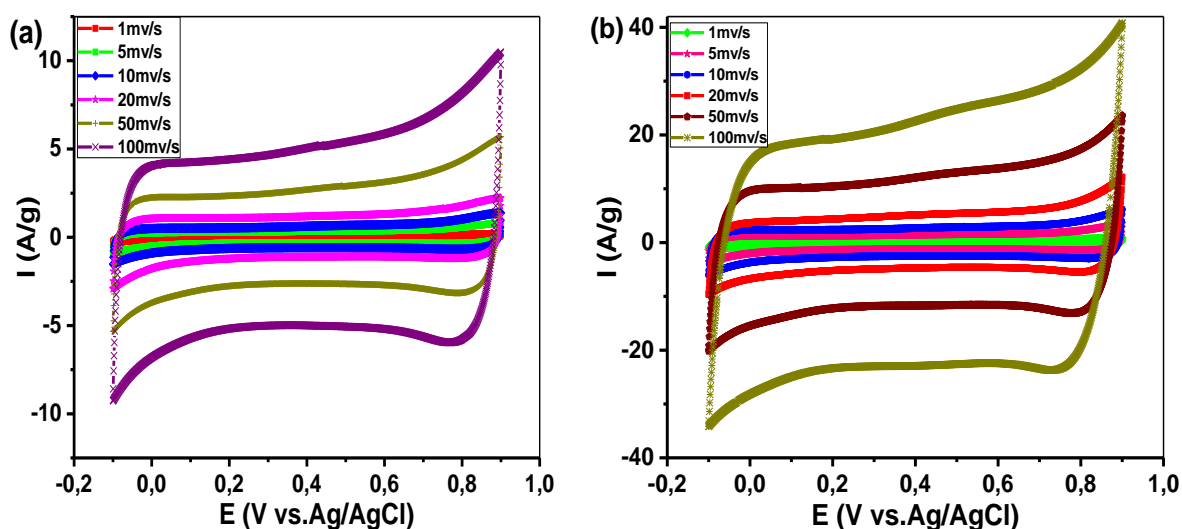 (a)
1mv/s
5mv/s
10mv/s
20mv/s
50mv/s
100mv/s
10
5
0
-5
-10
I (A/g)
-0,2 0,0 0,2 0,4 0,6 0,8 1,0
E (V vs.Ag/AgCl)
(b)
1mv/s
5mv/s
10mv/s
20mv/s
50mv/s
100mv/s
40
20
0
-20
-40
I (A/g)
-0,2 0,0 0,2 0,4 0,6 0,8 1,0
E (V vs.Ag/AgCl)